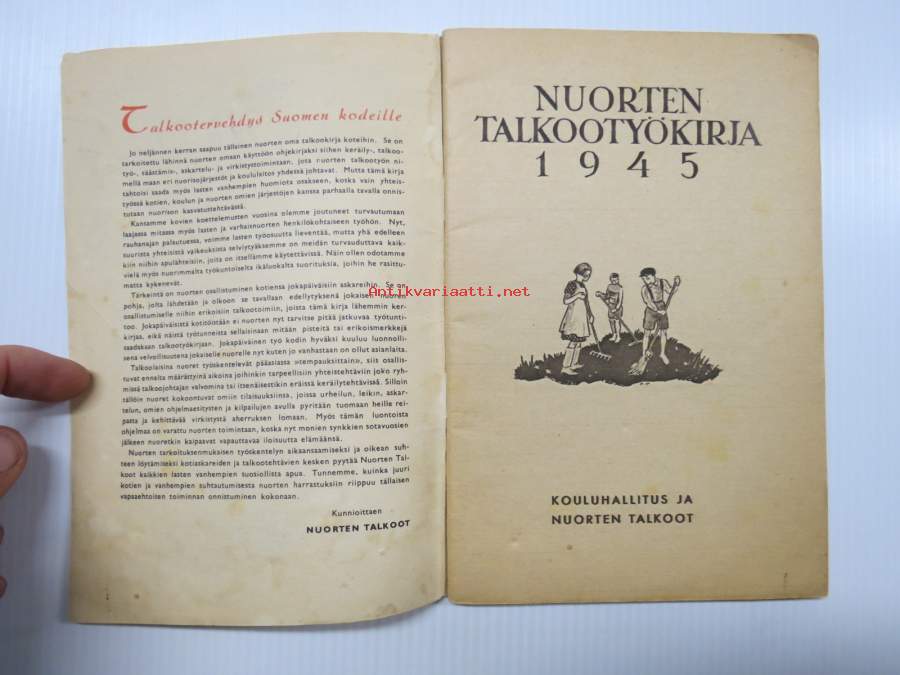 Talkootervehdys Suomen kodeille
Jo neljännen kerran saapuu tällainen nuorten oma talkookirja koteihin. Se on
tarkoitettu lähinnä nuorten omaan käyttöön ohjekirjaksi siihen keräily-, talkoo-
työ-, säästämis-, askartelu- ja virkistystoimintaan, jota nuorten talkootyön ni-
mellä maan eri nuorisojärjestöt ja koululaitos yhdessä johtavat. Mutta tämä kirja
tahtoisi saada myös lasten vanhempien huomiota osakseen, koska vain yhteis-
työssä kotien, koulun ja nuorten omien järjestöjen kanssa parhaalla tavalla onnis-
tutaan nuorison kasvatustehtävästä.
Kansamme kovien koettelemusten vuosina olemme joutuneet turvautumaan
laajassa mitassa myös lasten ja varhaisnuorten henkilökohtaiseen työhön. Nyt,
rauhanajan palautuessa, voimme lasten työosuutta lieventää, mutta yhä edelleen
suurista yhteisistä vaikeuksista selviytyäksemme on meidän turvauduttava kaik-
kiin niihin apulähteisiin, joita on itsellämme käytettävissä. Näin ollen odotamme
vielä myös nuorimmelta työkuntoiselta ikäluokalta suorituksia, joihin he rasittu-
matta kykenevät.
Tärkeintä on nuorten osallistuminen kotiensa jokapäiväisiin askareihin. Se on
pohja, jolta lähdetään ja olkoon se tavallaan edellytyksenä jokaisen nuoren
osallistumiselle niihin erikoisiin talkootoimiin, joista tämä kirja lähemmin ker-
too. Jokapäiväisistä kotitöistään ei nuorten nyt tarvitse pitää jatkuvaa työtunti-
kirjaa, eikä näistä työtunneista sellaisinaan mitään pisteitä tai erikoismerkkejä
saadakaan talkootyökirjaan. Jokapäiväinen työ kodin hyväksi kuuluu luonnolli-
sena velvollisuutena jokaiselle nuorelle nyt kuten jo vanhastaan on ollut asianlaita.
Talkoolaisina nuoret työskentelevät pääasiassa »tempauksittain», siit osallis-
tuvat ennalta määrättyinä aikoina joihinkin tarpeellisiin yhteistehtäviin joko ryh-
missä talkoojohtajan valvomina tai itsenäisestikin eräissä keräilytehtävissä. Silloin
tällöin nuoret kokoontuvat omiin tilaisuuksiinsa, joissa urheilun, leikin, askar-
telun, omien ohjelmaesitysten ja kilpailujen avulla pyritään tuomaan heille rei-
pasta ja kehittävää virkistystä aherruksen lomaan. Myös tämän luontoista
ohjelmaa on varattu nuorten toimintaan, koska nyt monien synkkien sotavuosien
jälkeen nuoretkin kaipaavat vapauttavaa iloisuutta elämäänsä.
Nuorten tarkoituksenmukaisen työskentelyn aikaansaamiseksi ja oikean suh-
teen löytämiseksi kotiaskareiden ja talkootehtävien kesken pyytää Nuorten Tal-
koot kaikkien lasten vanhempien suosiollista apua. Tunnemme, kuinka juuri
kotien ja vanhempien suhtautumisesta nuorten harrastuksiin riippuu tällaisen
vapaaehtoisen toiminnan onnistuminen kokonaan.
Kunnioittaen
NUORTEN TALKOOT
NUORTEN
TALKOOTYÖKIRJA
1945
KOULUHALLITUS JA
NUORTEN TALKOOT
Antikvariaatti.net